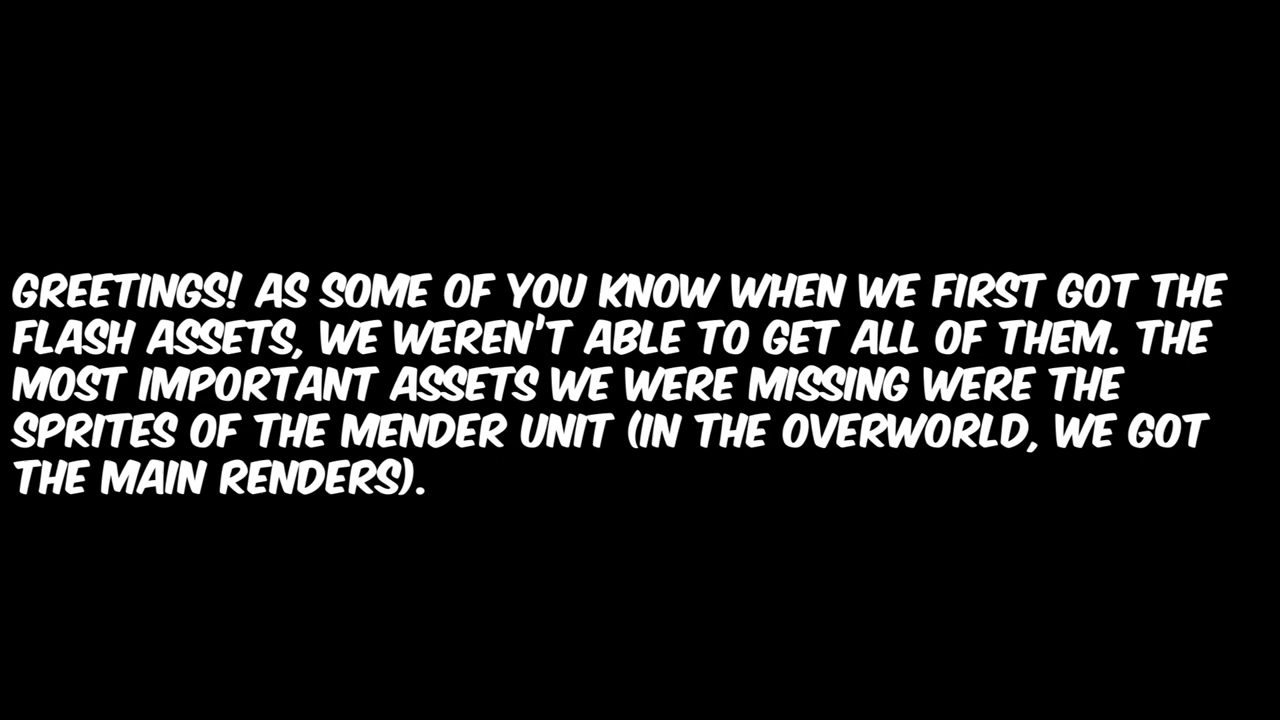 GREETINGS! AS SOME OF YOU KNOW WHEN WE FIRST GOT THE
FLASH ASSETS, WE WEREN'T ABLE TO GET ALL OF THEM. THE
MOST IMPORTANT ASSETS WE WERE MISSING WERE THE
SPRITES OF THE MENDER UNIT (IN THE OVERWORLD, WE GOT
THE MAIN RENDERS).